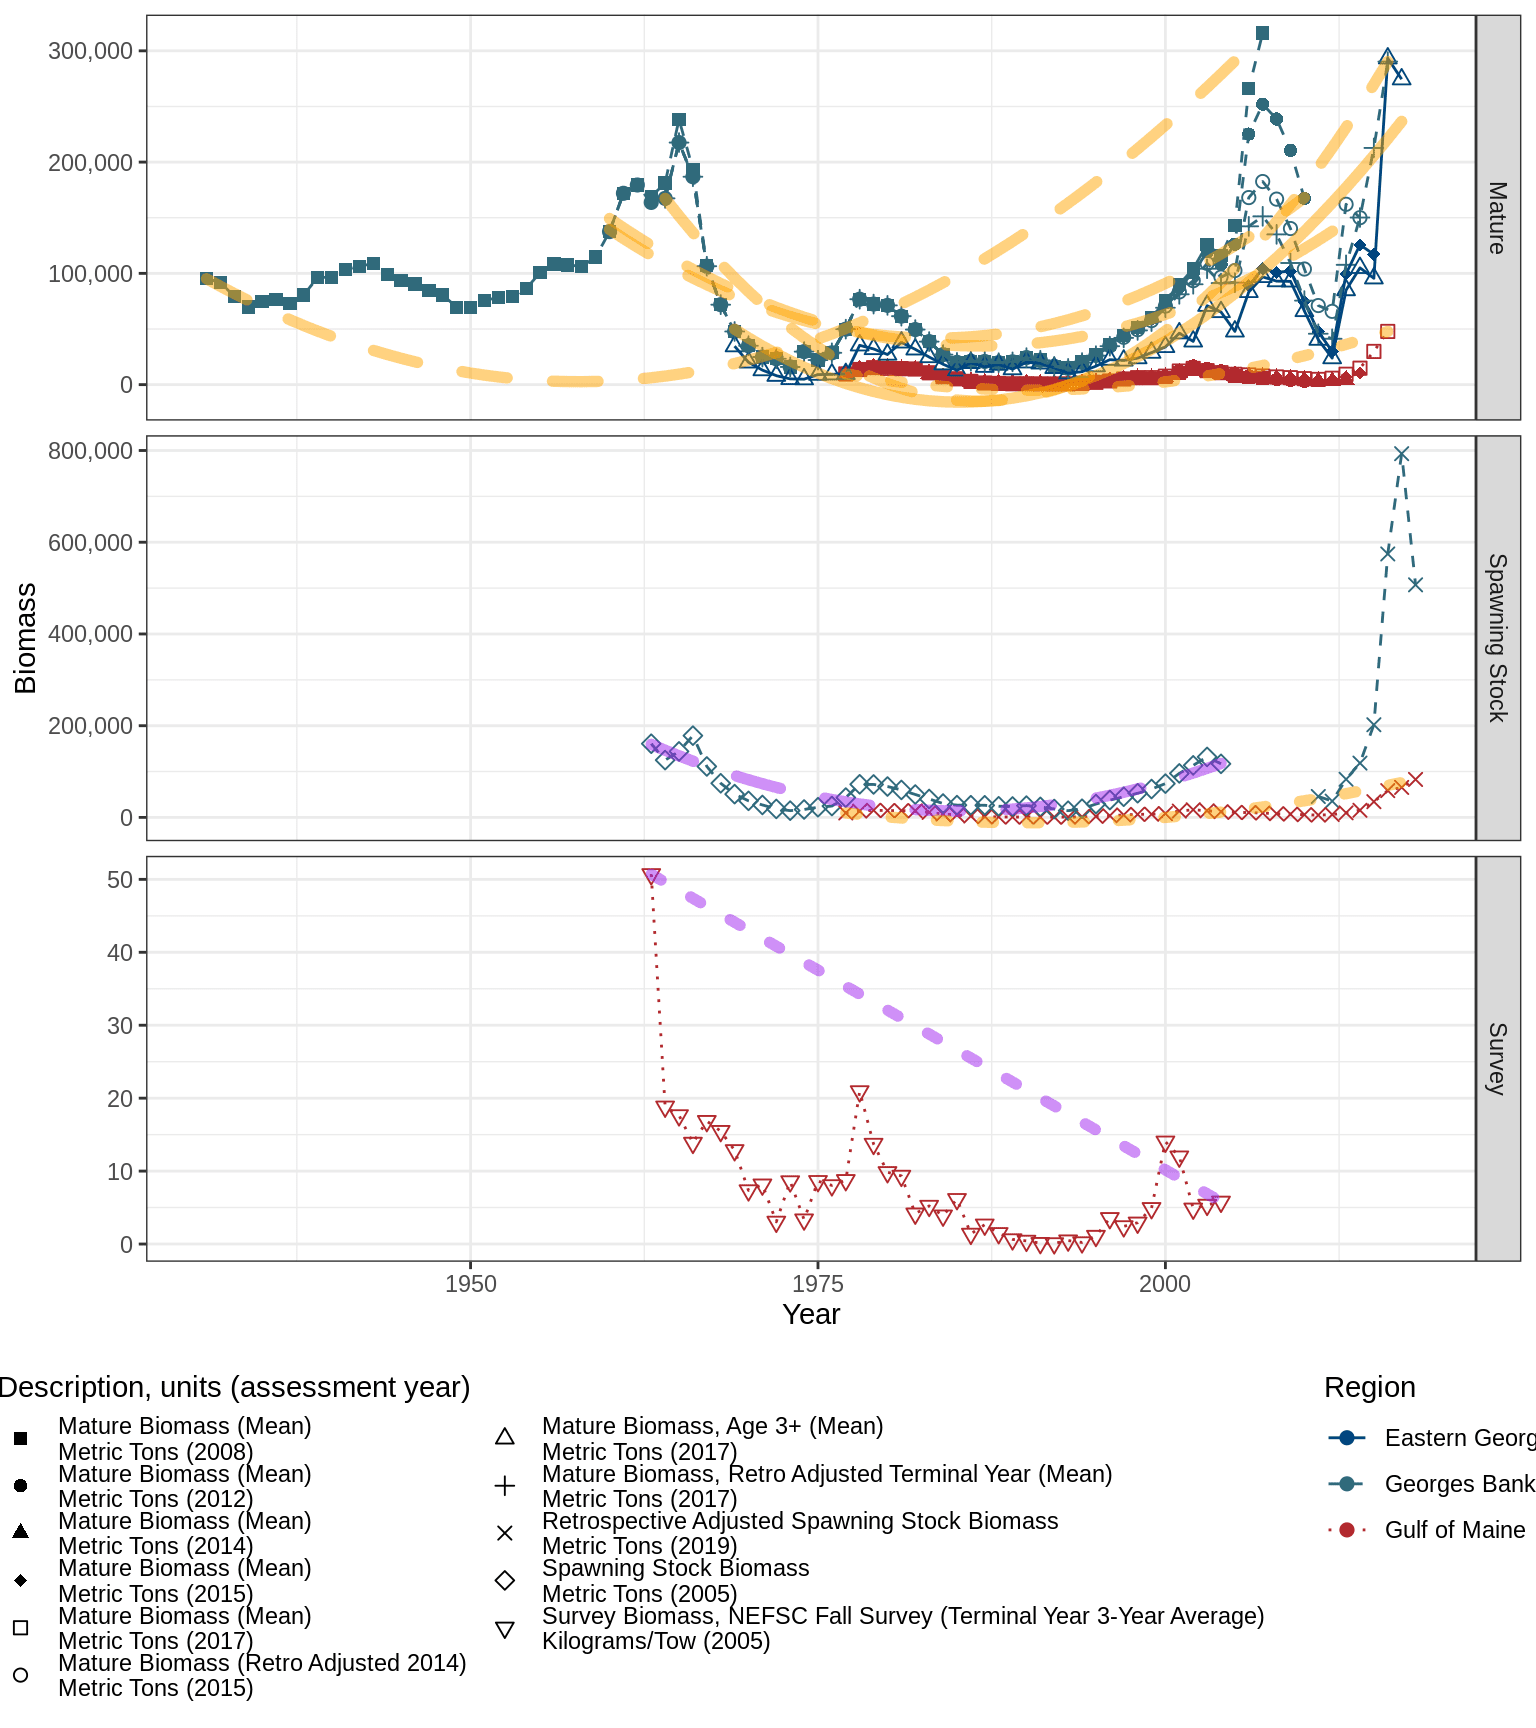 300,000
200,000
100,000
0
Mature
800,000
600,000
400,000
200,000
0
Spawning Stock
Biomass
50
40
30
20
10
0
Survey
1950
1975
2000
Year
Description, units (assessment year)
Mature Biomass (Mean)
Metric Tons (2008)
Mature Biomass (Mean)
Metric Tons (2012)
Mature Biomass (Mean)
Metric Tons (2014)
Mature Biomass (Mean)
Metric Tons (2015)
Mature Biomass (Mean)
Metric Tons (2017)
Mature Biomass (Retro Adjusted 2014)
Metric Tons (2015)
Mature Biomass, Age 3+ (Mean)
Metric Tons (2017)
Mature Biomass, Retro Adjusted Terminal Year (Mean)
Metric Tons (2017)
Retrospective Adjusted Spawning Stock Biomass
Metric Tons (2019)
Spawning Stock Biomass
Metric Tons (2005)
Survey Biomass, NEFSC Fall Survey (Terminal Year 3-Year Average)
Kilograms/Tow (2005)
Region
Eastern Georg
Georges Bank
Gulf of Maine